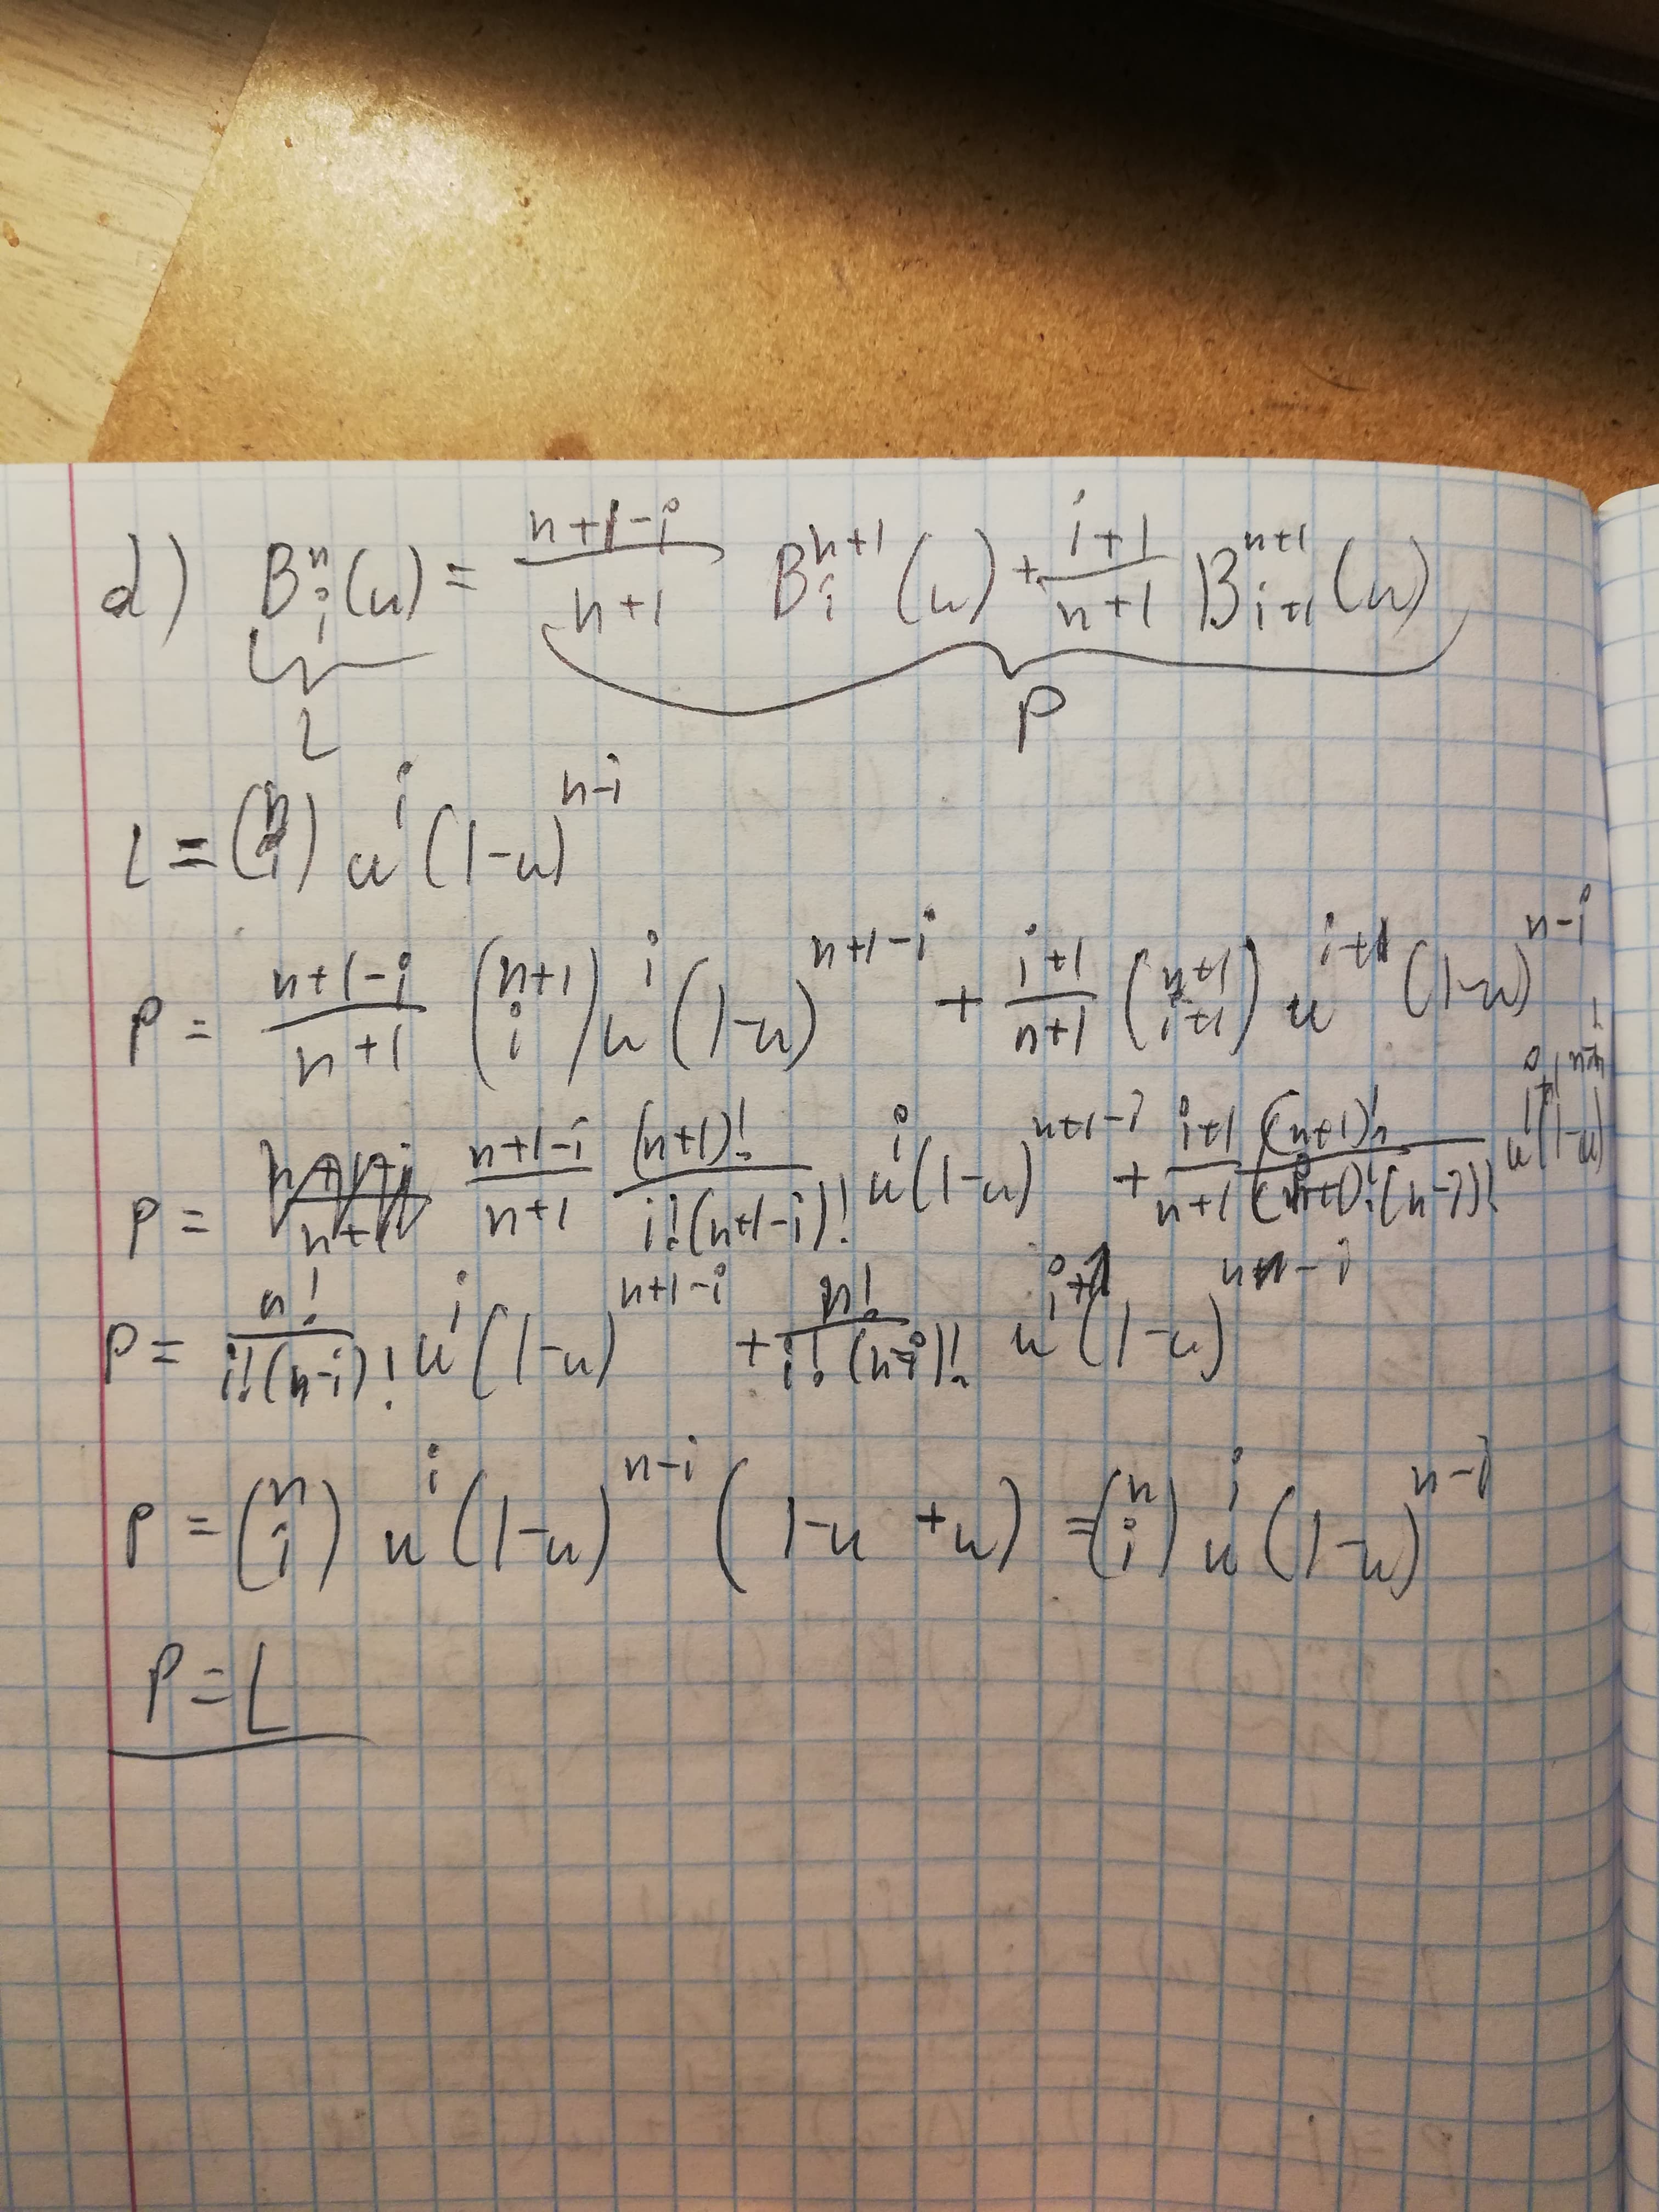 d) B_i^n(u) = \frac{n+1-i}{n+1} B_i^{n+1}(u) + \frac{i+1}{n+1} B_{i+1}^{n+1}(u)
L P
L = \binom{n}{i} u^i (1-u)^{n-i}
P = \frac{n+1-i}{n+1} \binom{n+1}{i} u^i (1-u)^{n+1-i} + \frac{i+1}{n+1} \binom{n+1}{i+1} u^{i+1} (1-u)^{n-i}
P = \frac{n+1-i}{n+1} \frac{(n+1)!}{i!(n+1-i)!} u^i (1-u)^{n+1-i} + \frac{i+1}{n+1} \frac{(n+1)!}{(i+1)!(n-i)!} u^{i+1} (1-u)^{n-i}
P = \frac{n!}{i!(n-i)!} u^i (1-u)^{n+1-i} + \frac{n!}{i!(n-i)!} u^{i+1} (1-u)^{n-i}
P = \binom{n}{i} u^i (1-u)^{n-i} (1-u+u) = \binom{n}{i} u^i (1-u)^{n-i}
P = L